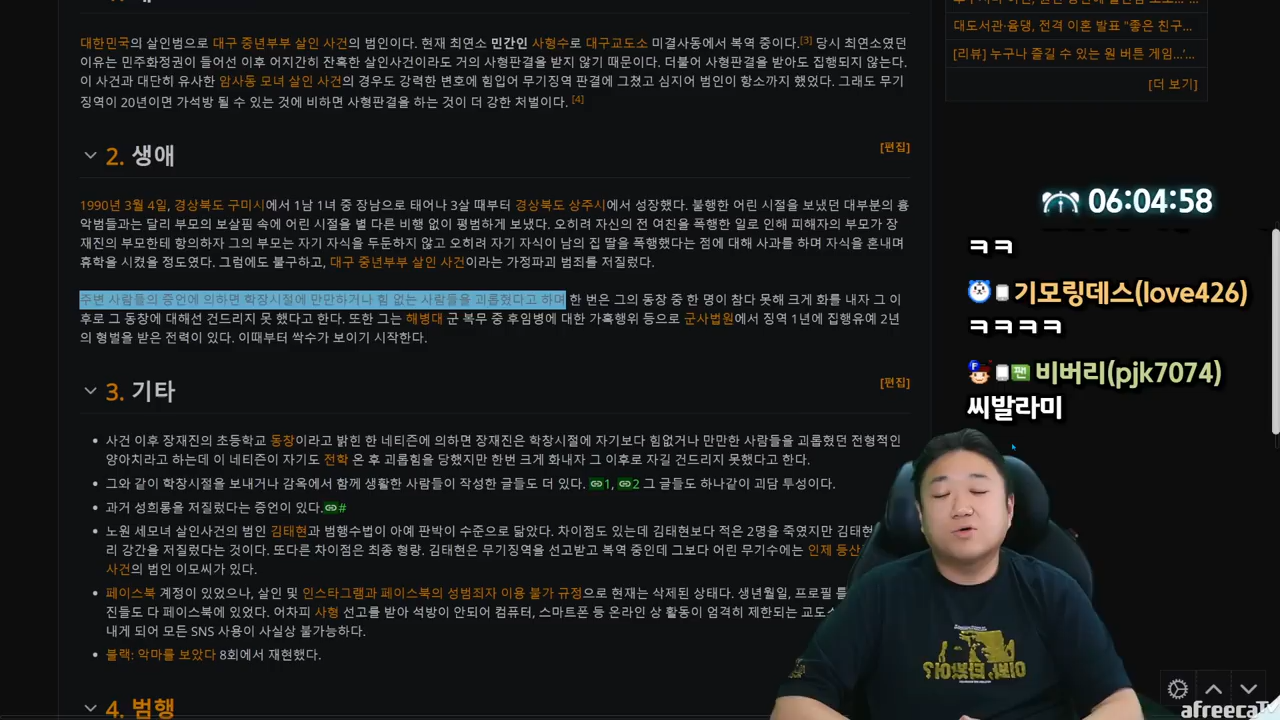 대한민국의 살인범으로 대구 중년부부 살인 사건의 범인이다. 현재 최연소 민간인 사형수로 대구교도소 미결사동에서 복역 중이다.[3] 당시 최연소였던
이유는 민주화정권이 들어선 이후 어지간히 잔혹한 살인사건이라도 거의 사형판결을 받지 않기 때문이다. 더불어 사형판결을 받아도 집행되지 않는다.
이 사건과 대단히 유사한 암사동 모녀 살인 사건의 경우도 강력한 변호에 힘입어 무기징역 판결에 그쳤고 심지어 범인이 항소까지 했었다. 그래도 무기
징역이 20년이면 가석방 될 수 있는 것에 비하면 사형판결을 하는 것이 더 강한 처벌이다. [4]
대도서관·윰댕, 전격 이혼 발표 "좋은 친구...
[리뷰] 누구나 즐길 수 있는 원 버튼 게임...'...
[더 보기]
2. 생애
[편집]
1990년 3월 4일, 경상북도 구미시에서 1남 1녀 중 장남으로 태어나 3살 때부터 경상북도 상주시에서 성장했다. 불행한 어린 시절을 보냈던 대부분의 흉
악범들과는 달리 부모의 보살핌 속에 어린 시절을 별 다른 비행 없이 평범하게 보냈다. 오히려 자신의 전 여친을 폭행한 일로 인해 피해자의 부모가 장
재진의 부모한테 항의하자 그의 부모는 자기 자식을 두둔하지 않고 오히려 자기 자식이 남의 집 딸을 폭행했다는 점에 대해 사과를 하며 자식을 혼내며
휴학을 시켰을 정도였다. 그럼에도 불구하고, 대구 중년부부 살인 사건이라는 가정파괴 범죄를 저질렀다.
주변 사람들의 증언에 의하면 학창시절에 만만하거나 힘 없는 사람들을 괴롭혔다고 하며 한 번은 그의 동창 중 한 명이 참다 못해 크게 화를 내자 그 이
후로 그 동창에 대해선 건드리지 못 했다고 한다. 또한 그는 해병대 군 복무 중 후임병에 대한 가혹행위 등으로 군사법원에서 징역 1년에 집행유예 2년
의 형벌을 받은 전력이 있다. 이때부터 싹수가 보이기 시작한다.
3. 기타
[편집]
• 사건 이후 장재진의 초등학교 동창이라고 밝힌 한 네티즌에 의하면 장재진은 학창시절에 자기보다 힘없거나 만만한 사람들을 괴롭혔던 전형적인
양아치라고 하는데 이 네티즌이 자기도 전학 온 후 괴롭힘을 당했지만 한번 크게 화내자 그 이후로 자길 건드리지 못했다고 한다.
• 그와 같이 학창시절을 보내거나 감옥에서 함께 생활한 사람들이 작성한 글들도 더 있다. 1, 2 그 글들도 하나같이 괴담 투성이다.
• 과거 성희롱을 저질렀다는 증언이 있다.#
• 노원 세모녀 살인사건의 범인 김태현과 범행수법이 아예 판박이 수준으로 닮았다. 차이점도 있는데 김태현보다 적은 2명을 죽였지만 김태현
리 강간을 저질렀다는 것이다. 또다른 차이점은 최종 형량. 김태현은 무기징역을 선고받고 복역 중인데 그보다 어린 무기수에는 인제 등산
사건의 범인 이모씨가 있다.
• 페이스북 계정이 있었으나, 살인 및 인스타그램과 페이스북의 성범죄자 이용 불가 규정으로 현재는 삭제된 상태다. 생년월일, 프로필
진들도 다 페이스북에 있었다. 어차피 사형 선고를 받아 석방이 안되어 컴퓨터, 스마트폰 등 온라인 상 활동이 엄격히 제한되는 교도소
내게 되어 모든 SNS 사용이 사실상 불가능하다.
• 블랙: 악마를 보았다 8회에서 재현했다.
4. 범행
06:04:58
ㅋㅋ
기모링데스(love426)
ㅋㅋㅋㅋ
팬 비버리(pjk7074)
씨발라미
afreecaTV